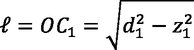 ℓ = OC₁ = √(d₁² − z₁²)